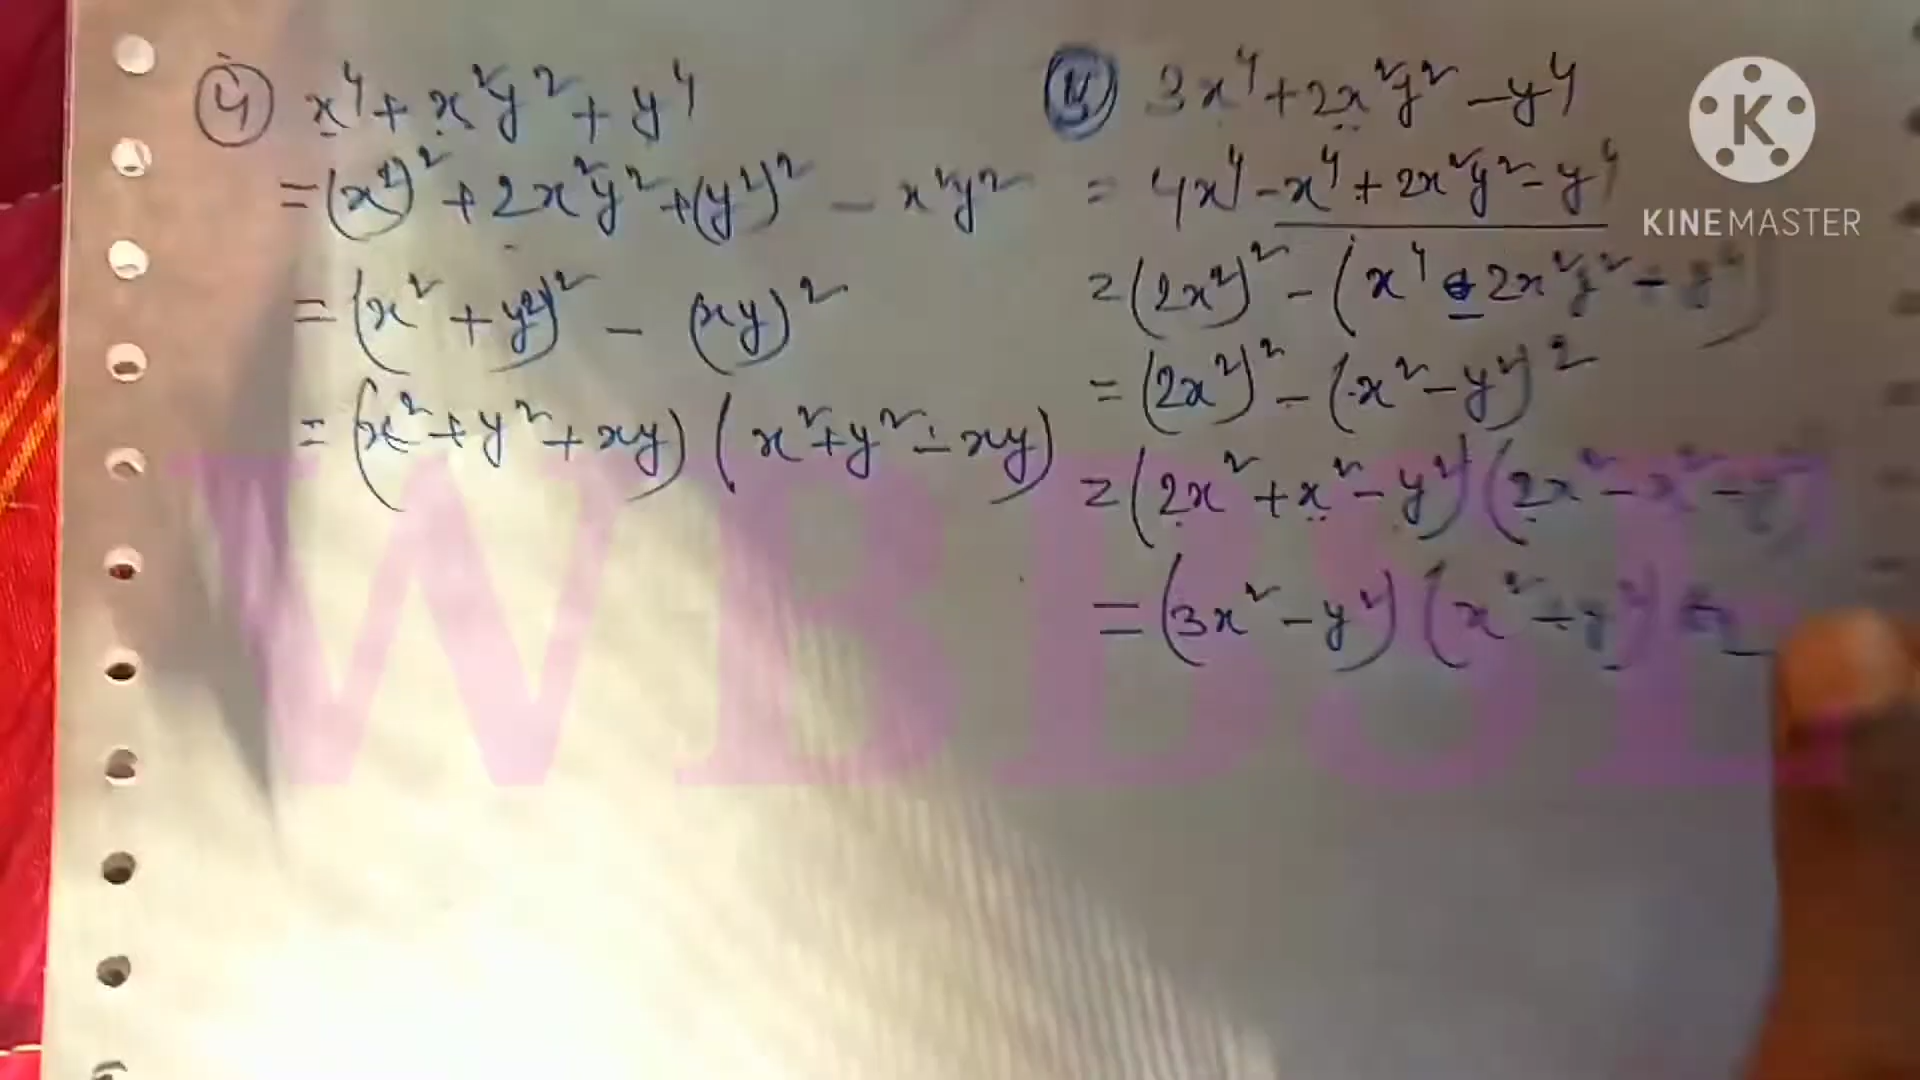 ④ x⁴ + x²y² + y⁴
= (x²)² + 2x²y² + (y²)² - x²y²
= (x² + y²)² - (xy)²
= (x² + y² + xy) (x² + y² - xy)
3x⁴ + 2x²y² - y⁴
= 4x⁴ - x⁴ + 2x²y² - y⁴
= (2x²)² - (x⁴ - 2x²y² + y⁴)
= (2x²)² - (x² - y²)²
= (2x² + x² - y²) (2x² - x²
= (3x² - y²) (x² + y²)
K
KINEMASTER
WBBSE